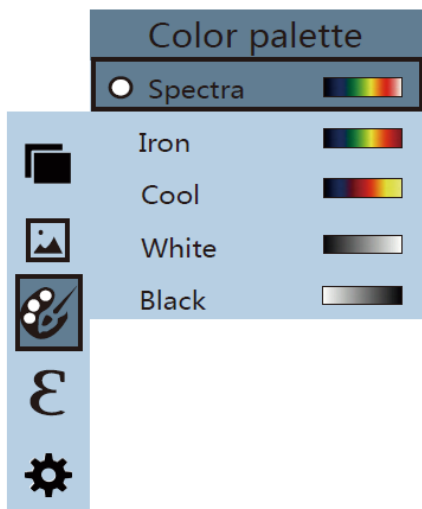 Color palette
Spectra
Iron
Cool
White
Black
ε